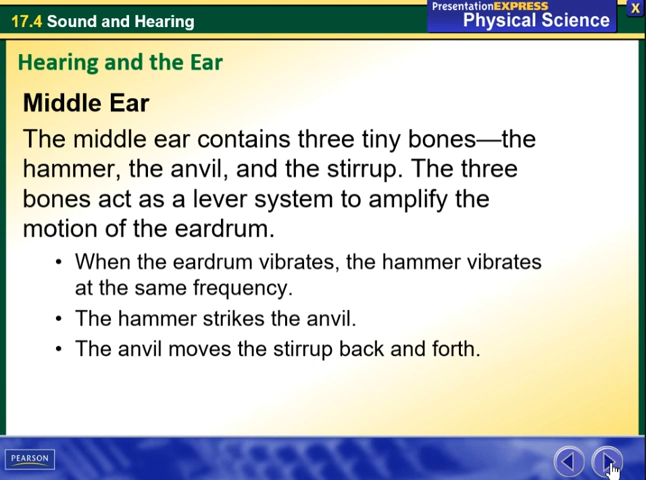 17.4 Sound and Hearing
PresentationEXPRESS
Physical Science
X
Hearing and the Ear
Middle Ear
The middle ear contains three tiny bones—the
hammer, the anvil, and the stirrup. The three
bones act as a lever system to amplify the
motion of the eardrum.
• When the eardrum vibrates, the hammer vibrates
at the same frequency.
• The hammer strikes the anvil.
• The anvil moves the stirrup back and forth.
PEARSON